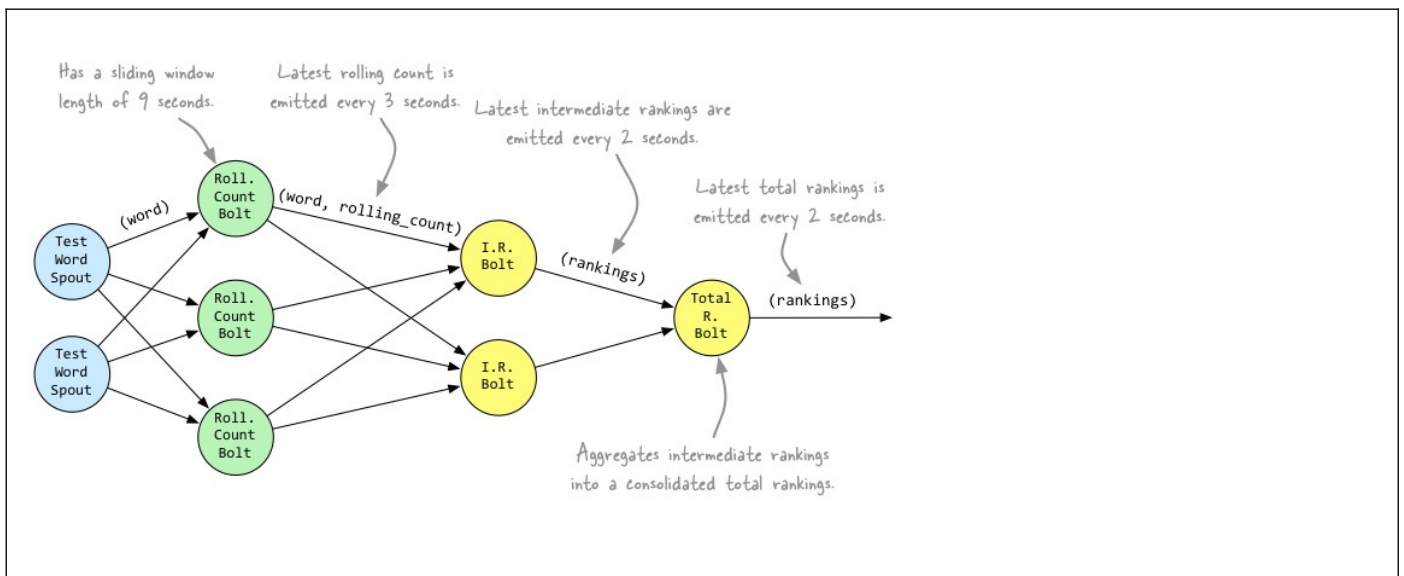 Has a sliding window
length of 9 seconds.
Latest rolling count is
emitted every 3 seconds.
Latest intermediate rankings are
emitted every 2 seconds.
Latest total rankings is
emitted every 2 seconds.
(word)
(word, rolling_count)
(rankings)
(rankings)
Test
Word
Spout
Test
Word
Spout
Roll.
Count
Bolt
Roll.
Count
Bolt
Roll.
Count
Bolt
I.R.
Bolt
I.R.
Bolt
Total
R.
Bolt
Aggregates intermediate rankings
into a consolidated total rankings.